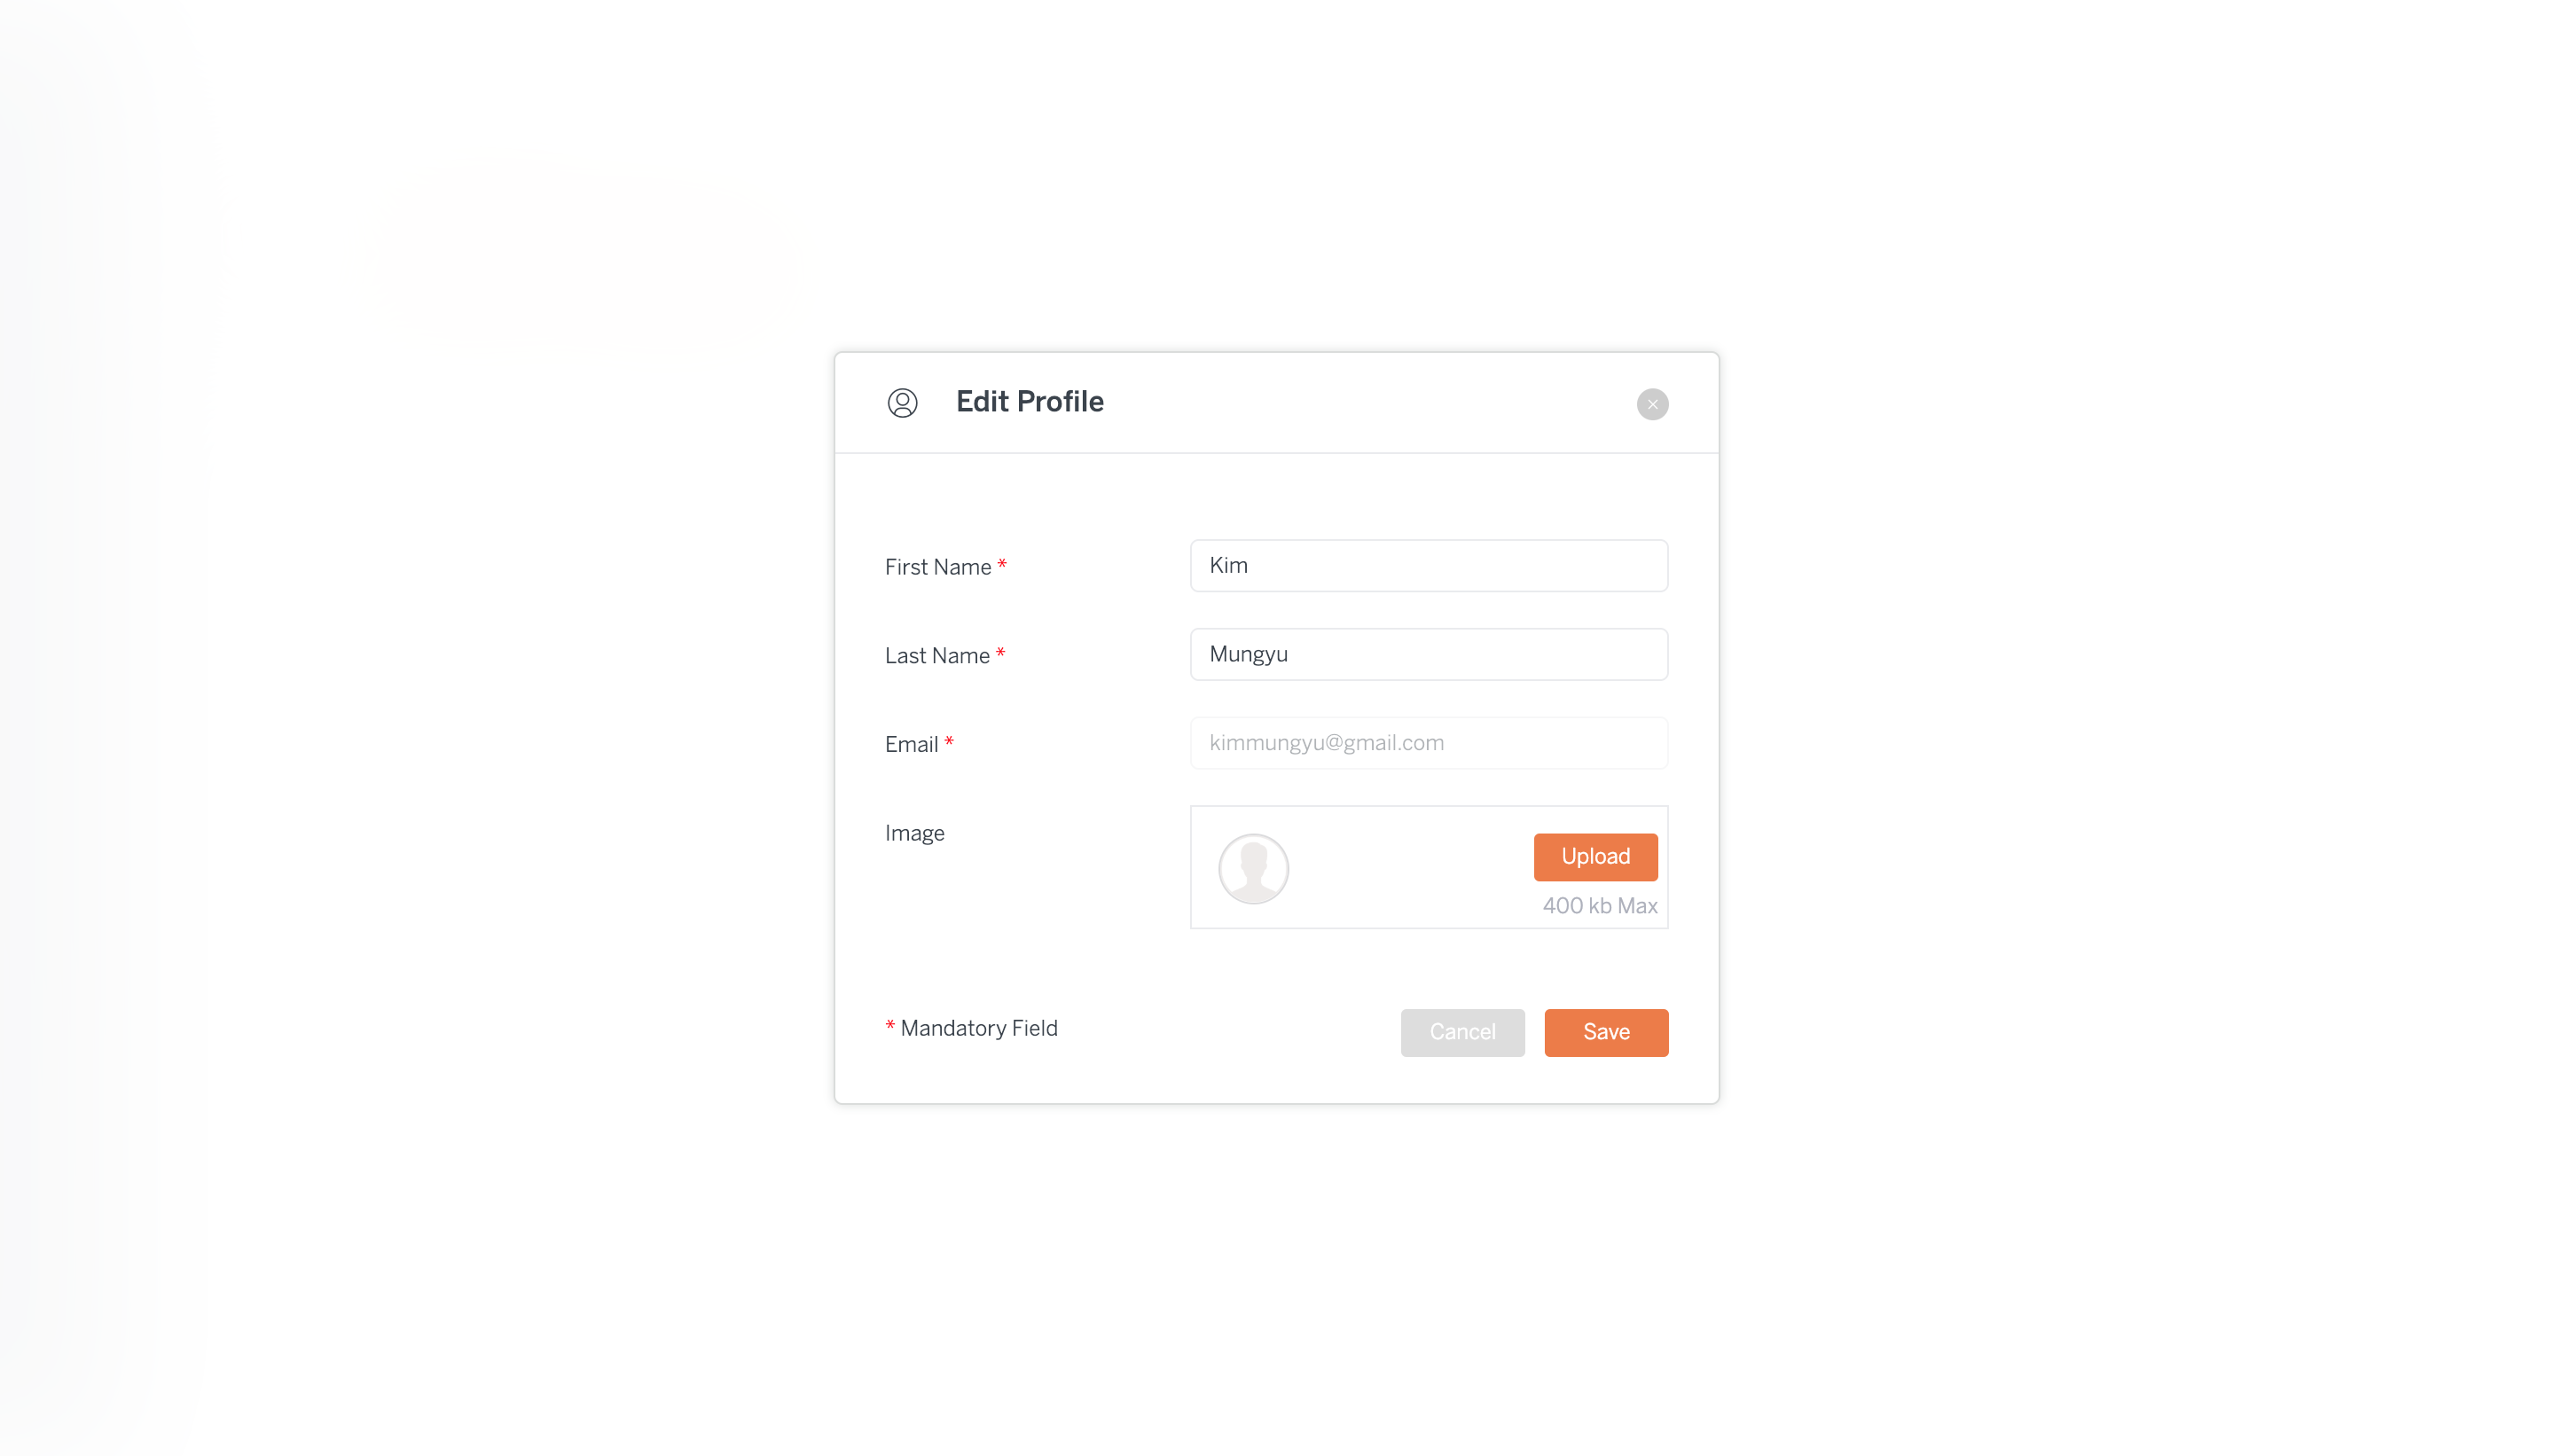 Edit Profile
First Name * Kim
Last Name * Mungyu
Email * kimmungyu@gmail.com
Image
Upload
400 kb Max
* Mandatory Field
Cancel Save